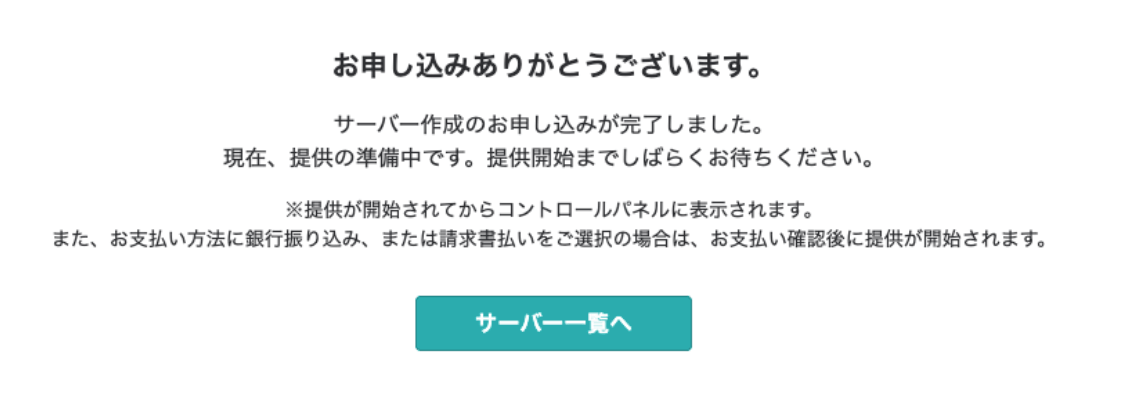 お申し込みありがとうございます。
サーバー作成のお申し込みが完了しました。
現在、提供の準備中です。提供開始までしばらくお待ちください。
※提供が開始されてからコントロールパネルに表示されます。
また、お支払い方法に銀行振り込み、または請求書払いをご選択の場合は、お支払い確認後に提供が開始されます。
サーバー一覧へ